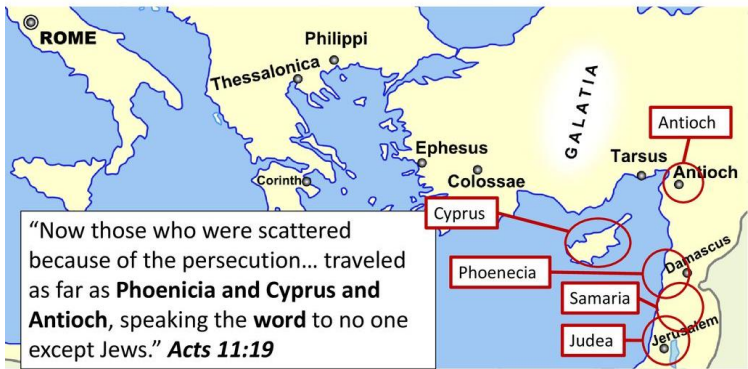 ROME
Philippi
Thessalonica
GALATIA
Antioch
Ephesus
Tarsus
Antioch
Corinth
Colossae
Cyprus
“Now those who were scattered
because of the persecution… traveled
as far as Phoenicia and Cyprus and
Antioch, speaking the word to no one
except Jews.” Acts 11:19
Phoenecia
Damascus
Samaria
Judea
Jerusalem